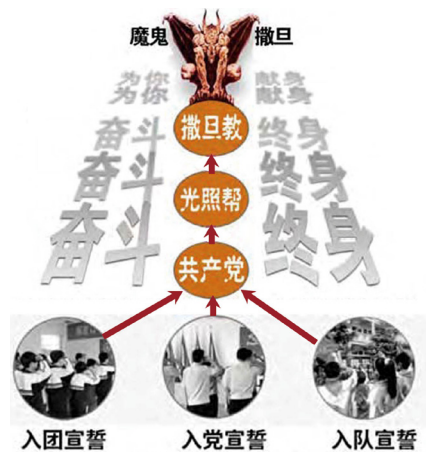 魔鬼 撒旦
为你 献身
为你 献身
撒旦教
奋斗 终身
光照帮
奋斗 终身
共产党
奋斗 终身
入团宣誓 入党宣誓 入队宣誓